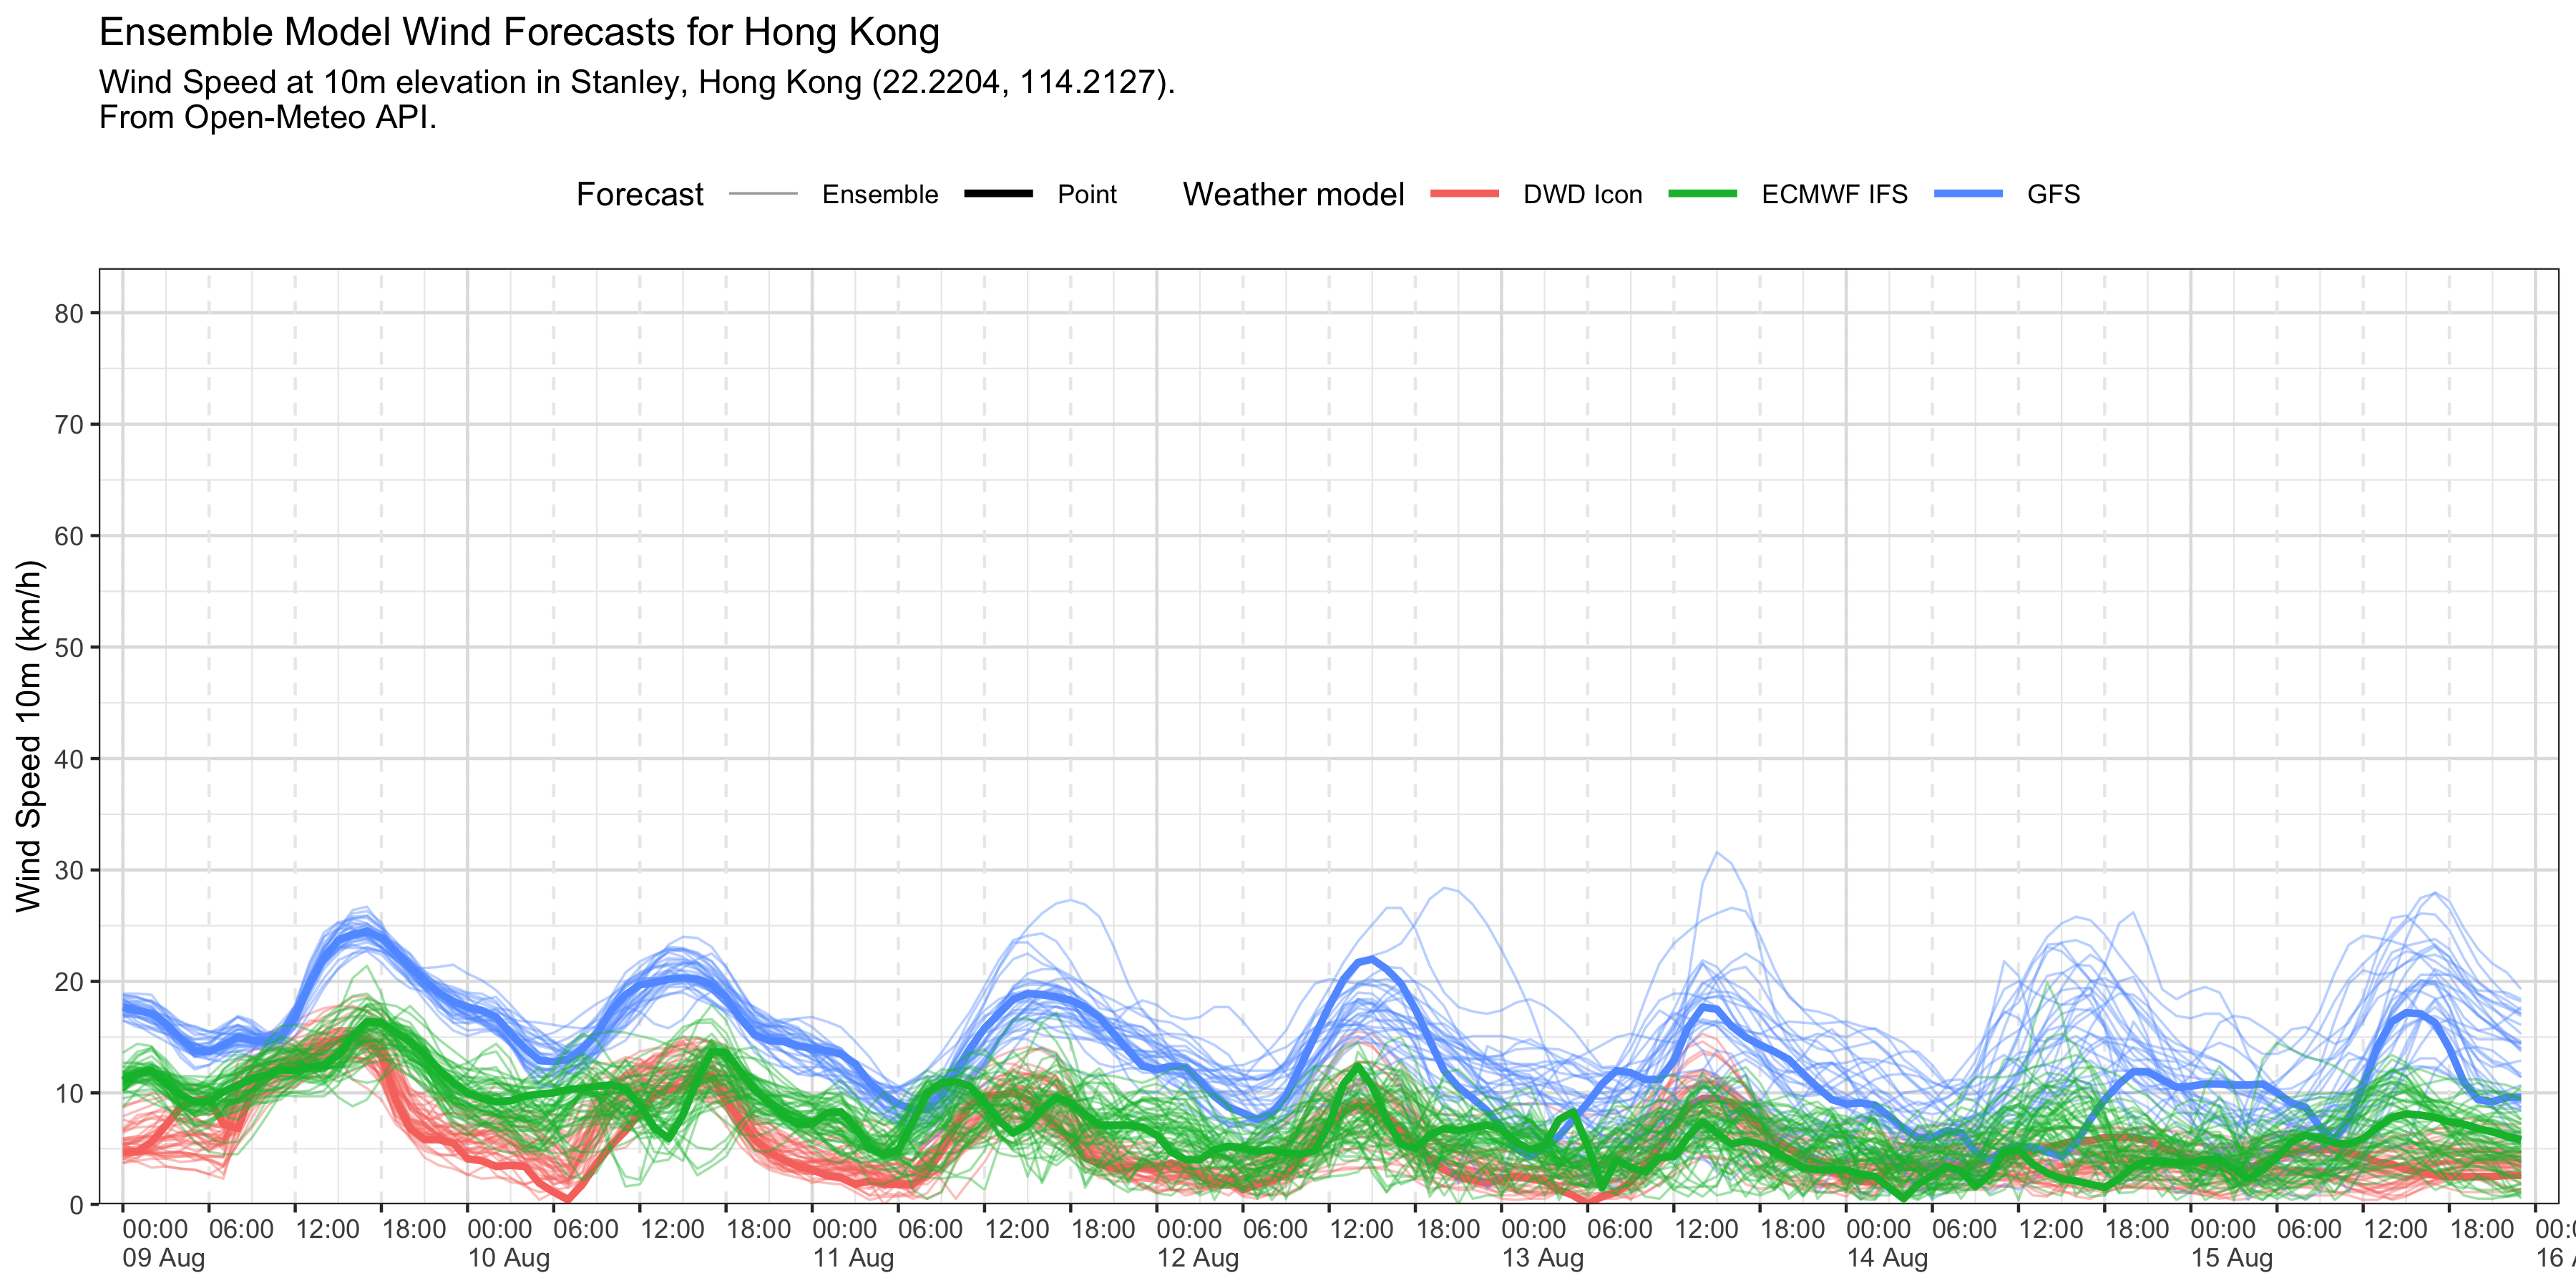 Ensemble Model Wind Forecasts for Hong Kong
Wind Speed at 10m elevation in Stanley, Hong Kong (22.2204, 114.2127).
From Open-Meteo API.
Forecast Ensemble Point Weather model DWD Icon ECMWF IFS GFS
Wind Speed 10m (km/h)
80
70
60
50
40
30
20
10
0
00:00 06:00 12:00 18:00 00:00 06:00 12:00 18:00 00:00 06:00 12:00 18:00 00:00 06:00 12:00 18:00 00:00 06:00 12:00 18:00 00:00 06:00 12:00 18:00 00:00 06:00 12:00 18:00
09 Aug 10 Aug 11 Aug 12 Aug 13 Aug 14 Aug 15 Aug 16